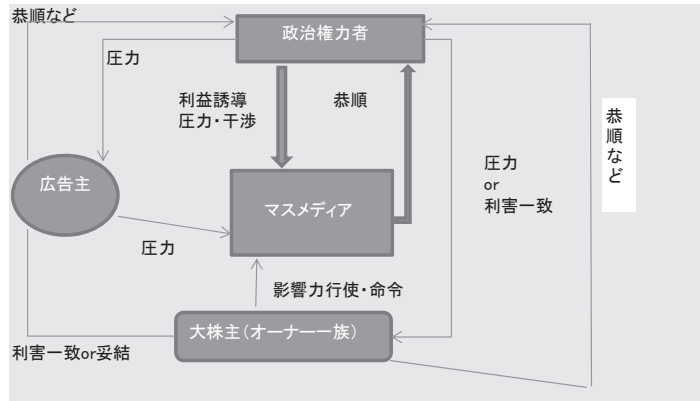 恭順など
政治権力者
圧力
利益誘導
圧力・干渉
恭順
恭順など
広告主
マスメディア
圧力
or
利害一致
圧力
影響力行使・命令
大株主(オーナー一族)
利害一致or妥結